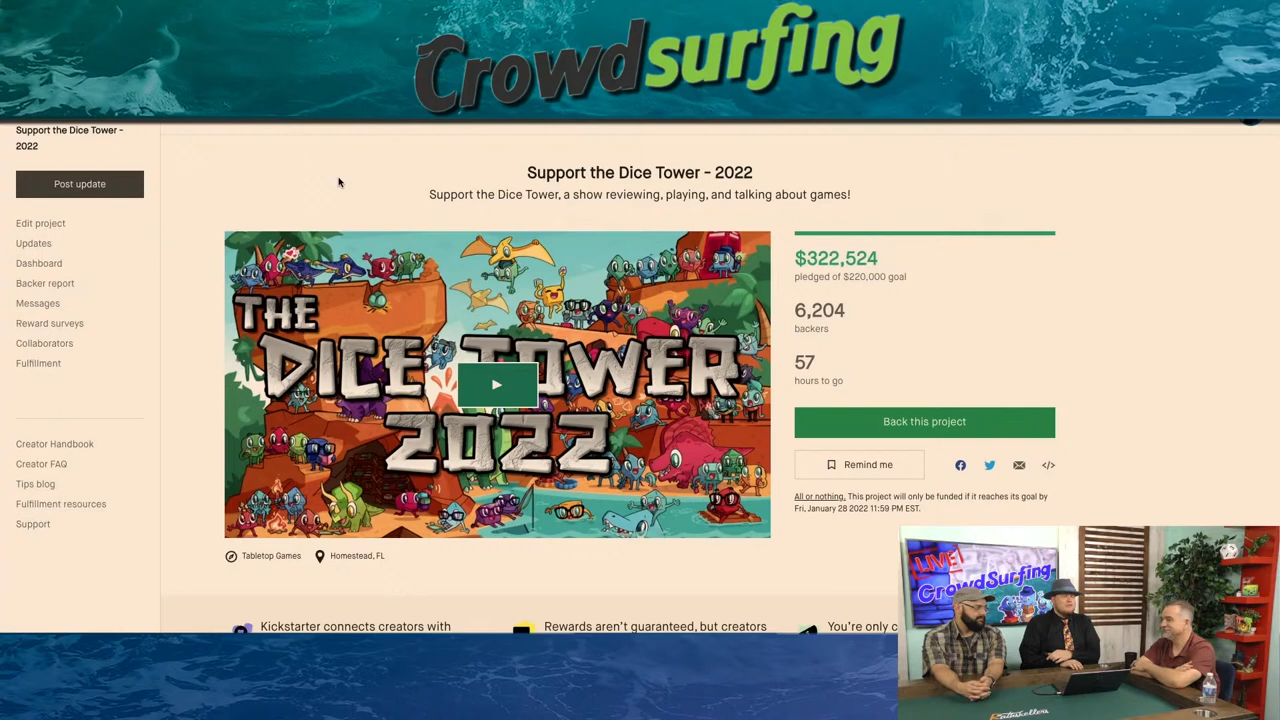 Crowdsurfing
Support the Dice Tower -
2022
Post update
Edit project
Updates
Dashboard
Backer report
Messages
Reward surveys
Collaborators
Fulfillment
Creator Handbook
Creator FAQ
Tips blog
Fulfillment resources
Support
Support the Dice Tower - 2022
Support the Dice Tower, a show reviewing, playing, and talking about games!
THE
DICE TOWER
2022
Tabletop Games
Homestead, FL
$322,524
pledged of $220,000 goal
6,204
backers
57
hours to go
Back this project
Remind me
All or nothing. This project will only be funded if it reaches its goal by
Fri, January 28 2022 11:59 PM EST.
Kickstarter connects creators with
Rewards aren't guaranteed, but creators
You're only c
LIVE!
CrowdSurfing